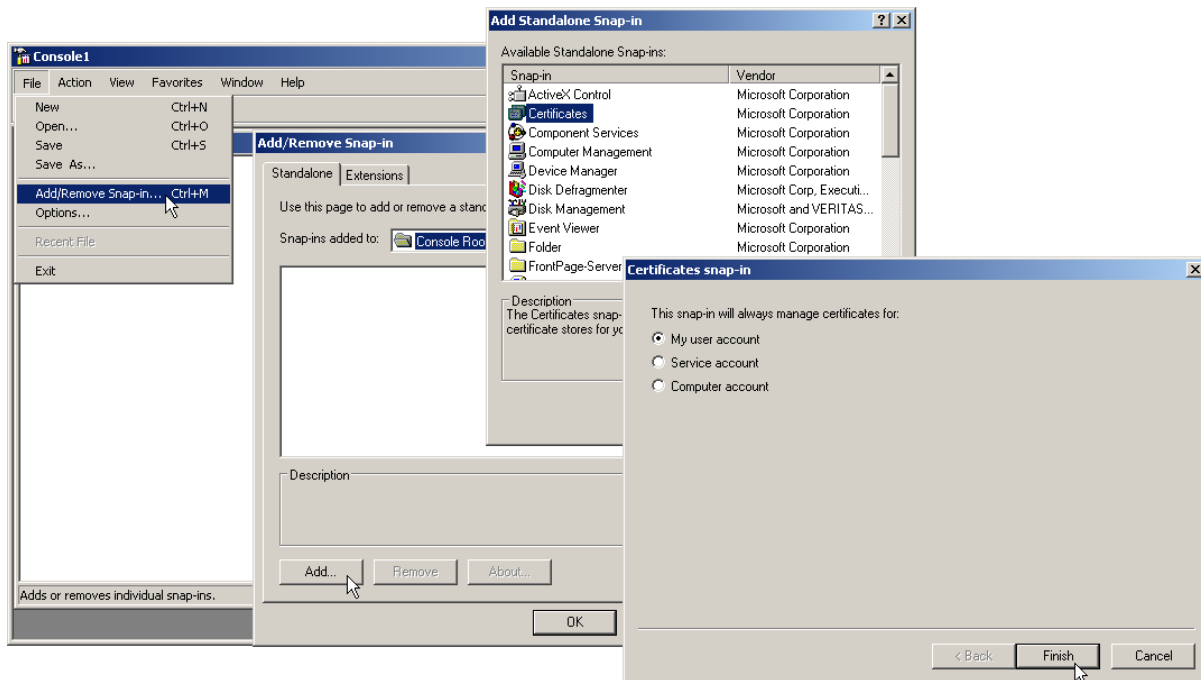 Console1
File Action View Favorites Window Help
New Ctrl+N
Open... Ctrl+O
Save Ctrl+S
Save As...
Add/Remove Snap-in... Ctrl+M
Options...
Recent File
Exit
Adds or removes individual snap-ins.
Add/Remove Snap-in
Standalone Extensions
Use this page to add or remove a stand
Snap-ins added to: Console Roo
Description
Add... Remove About...
OK
Add Standalone Snap-in
Available Standalone Snap-ins:
Snap-in Vendor
ActiveX Control Microsoft Corporation
Certificates Microsoft Corporation
Component Services Microsoft Corporation
Computer Management Microsoft Corporation
Device Manager Microsoft Corporation
Disk Defragmenter Microsoft Corp, Executi...
Disk Management Microsoft and VERITAS...
Event Viewer Microsoft Corporation
Folder Microsoft Corporation
FrontPage-Server
Description
The Certificates snap-
certificate stores for yo
Certificates snap-in
This snap-in will always manage certificates for:
My user account
Service account
Computer account
< Back Finish Cancel